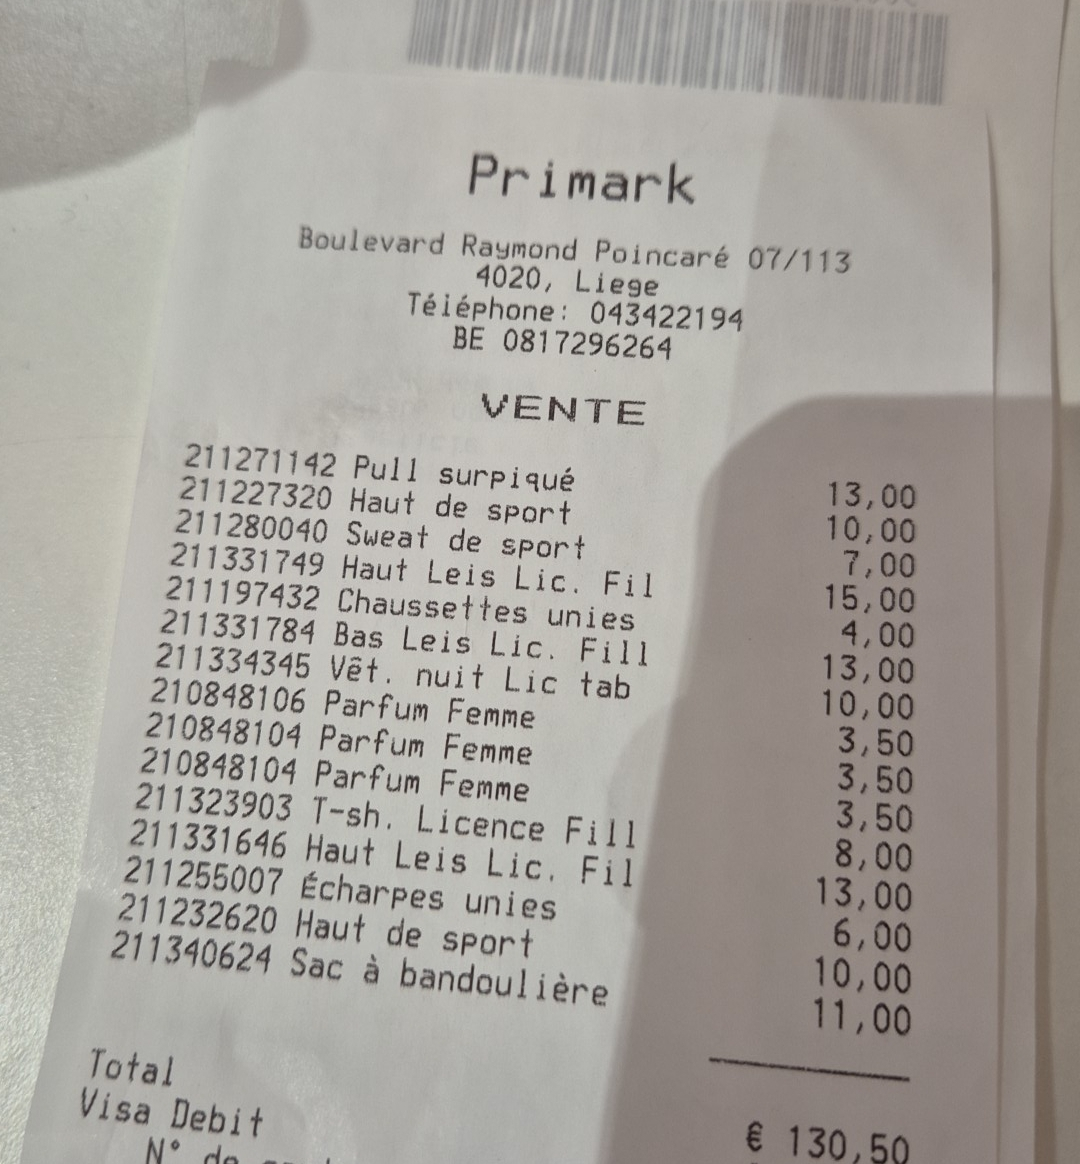 Primark
Boulevard Raymond Poincaré 07/113
4020, Liege
Téléphone: 043422194
BE 0817296264
VENTE
211271142 Pull surpiqué 13,00
211227320 Haut de sport 10,00
211280040 Sweat de sport 7,00
211331749 Haut Leis Lic. Fil 15,00
211197432 Chaussettes unies 4,00
211331784 Bas Leis Lic. Fill 13,00
211334345 Vêt. nuit Lic tab 10,00
210848106 Parfum Femme 3,50
210848104 Parfum Femme 3,50
210848104 Parfum Femme 3,50
211323903 T-sh. Licence Fill 8,00
211331646 Haut Leis Lic. Fil 13,00
211255007 Écharpes unies 6,00
211232620 Haut de sport 10,00
211340624 Sac à bandoulière 11,00
Total € 130,50
Visa Debit
N° de